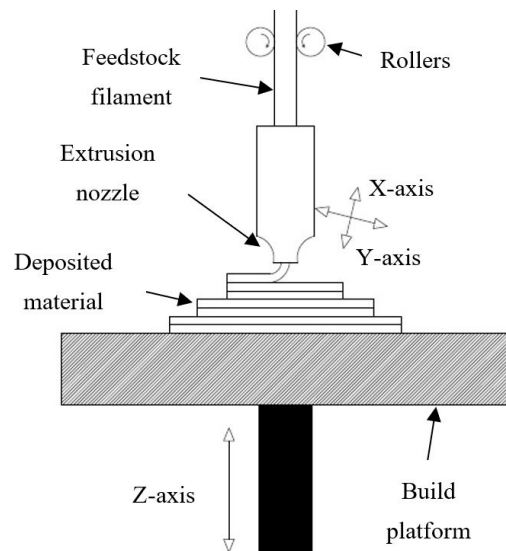 Feedstock
filament
Rollers
Extrusion
nozzle
X-axis
Y-axis
Deposited
material
Z-axis
Build
platform